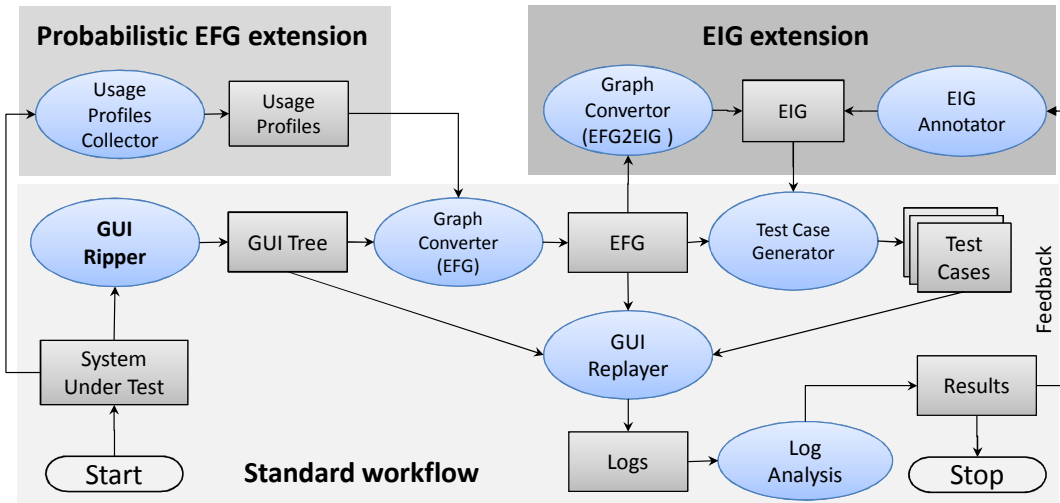 Probabilistic EFG extension
EIG extension
Usage
Profiles
Collector
Usage
Profiles
Graph
Convertor
(EFG2EIG )
EIG
EIG
Annotator
GUI
Ripper
GUI Tree
Graph
Converter
(EFG)
EFG
Test Case
Generator
Test
Cases
Feedback
System
Under Test
GUI
Replayer
Results
Start
Standard workflow
Logs
Log
Analysis
Stop